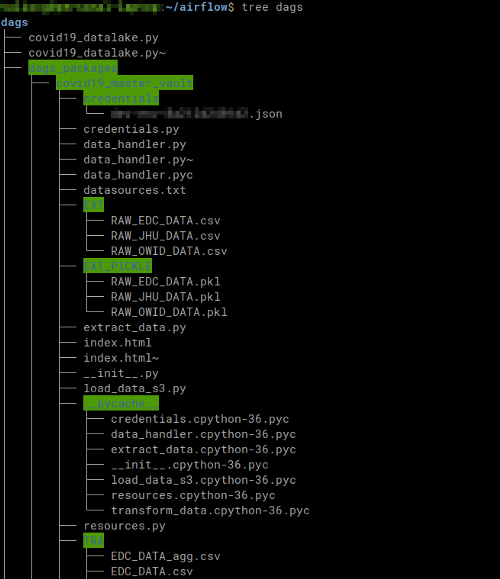 :~/airflow$ tree dags
dags
├── covid19_datalake.py
├── covid19_datalake.py~
├── dags_packages
│   ├── covid19_master_vault
│   │   ├── credentials
│   │   │   └── .json
│   │   ├── credentials.py
│   │   ├── data_handler.py
│   │   ├── data_handler.py~
│   │   ├── data_handler.pyc
│   │   ├── datasources.txt
│   │   ├── EXT
│   │   │   ├── RAW_EDC_DATA.csv
│   │   │   ├── RAW_JHU_DATA.csv
│   │   │   └── RAW_OWID_DATA.csv
│   │   ├── EXT_PICKLE
│   │   │   ├── RAW_EDC_DATA.pkl
│   │   │   ├── RAW_JHU_DATA.pkl
│   │   │   └── RAW_OWID_DATA.pkl
│   │   ├── extract_data.py
│   │   ├── index.html
│   │   ├── index.html~
│   │   ├── __init__.py
│   │   ├── load_data_s3.py
│   │   ├── __pycache__
│   │   │   ├── credentials.cpython-36.pyc
│   │   │   ├── data_handler.cpython-36.pyc
│   │   │   ├── extract_data.cpython-36.pyc
│   │   │   ├── __init__.cpython-36.pyc
│   │   │   ├── load_data_s3.cpython-36.pyc
│   │   │   ├── resources.cpython-36.pyc
│   │   │   └── transform_data.cpython-36.pyc
│   │   ├── resources.py
│   │   ├── TRA
│   │   │   ├── EDC_DATA_agg.csv
│   │   │   ├── EDC_DATA.csv